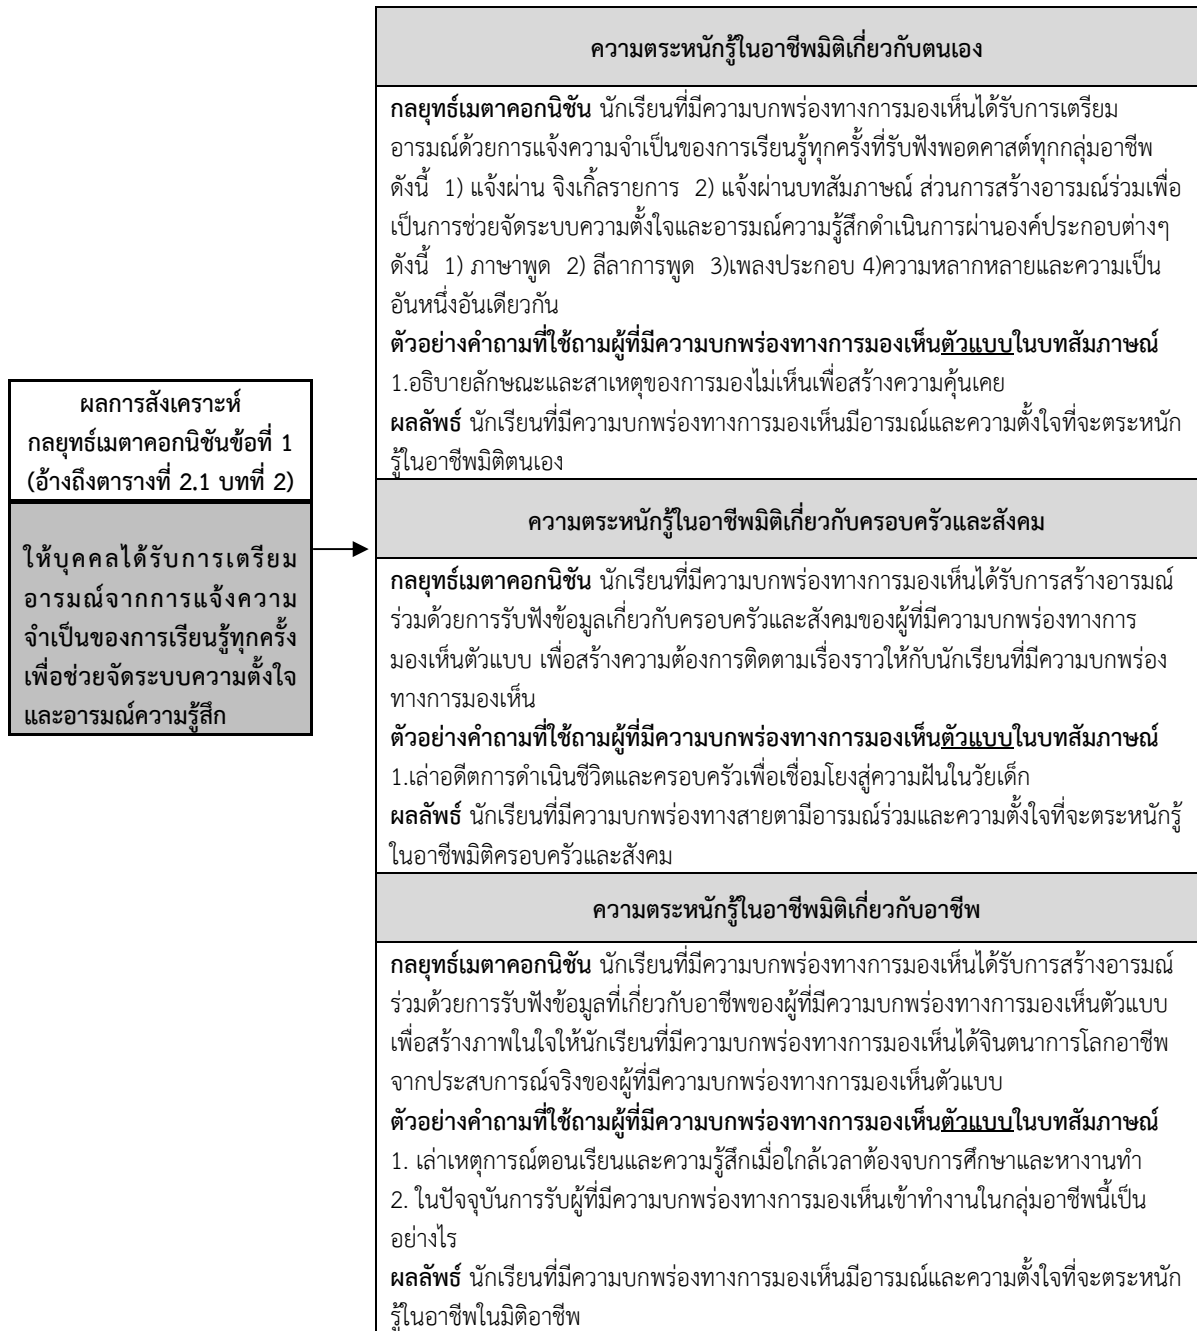 ผลการสังเคราะห์
กลยุทธ์เมตาคอกนิชันข้อที่ 1
(อ้างถึงตารางที่ 2.1 บทที่ 2)
ให้บุคคลได้รับการเตรียม
อารมณ์จากการแจ้งความ
จำเป็นของการเรียนรู้ทุกครั้ง
เพื่อช่วยจัดระบบความตั้งใจ
และอารมณ์ความรู้สึก
ความตระหนักรู้ในอาชีพมิติเกี่ยวกับตนเอง
กลยุทธ์เมตาคอกนิชัน นักเรียนที่มีความบกพร่องทางการมองเห็นได้รับการเตรียม
อารมณ์ด้วยการแจ้งความจำเป็นของการเรียนรู้ทุกครั้งที่รับฟังพอดคาสต์ทุกกลุ่มอาชีพ
ดังนี้ 1) แจ้งผ่าน จิงเกิ้ลรายการ 2) แจ้งผ่านบทสัมภาษณ์ ส่วนการสร้างอารมณ์ร่วมเพื่อ
เป็นการช่วยจัดระบบความตั้งใจและอารมณ์ความรู้สึกดำเนินการผ่านองค์ประกอบต่างๆ
ดังนี้ 1) ภาษาพูด 2) ลีลาการพูด 3)เพลงประกอบ 4)ความหลากหลายและความเป็น
อันหนึ่งอันเดียวกัน
ตัวอย่างคำถามที่ใช้ถามผู้ที่มีความบกพร่องทางการมองเห็นตัวแบบในบทสัมภาษณ์
1.อธิบายลักษณะและสาเหตุของการมองไม่เห็นเพื่อสร้างความคุ้นเคย
ผลลัพธ์ นักเรียนที่มีความบกพร่องทางการมองเห็นมีอารมณ์และความตั้งใจที่จะตระหนัก
รู้ในอาชีพมิติตนเอง
ความตระหนักรู้ในอาชีพมิติเกี่ยวกับครอบครัวและสังคม
กลยุทธ์เมตาคอกนิชัน นักเรียนที่มีความบกพร่องทางการมองเห็นได้รับการสร้างอารมณ์
ร่วมด้วยการรับฟังข้อมูลเกี่ยวกับครอบครัวและสังคมของผู้ที่มีความบกพร่องทางการ
มองเห็นตัวแบบ เพื่อสร้างความต้องการติดตามเรื่องราวให้กับนักเรียนที่มีความบกพร่อง
ทางการมองเห็น
ตัวอย่างคำถามที่ใช้ถามผู้ที่มีความบกพร่องทางการมองเห็นตัวแบบในบทสัมภาษณ์
1.เล่าอดีตการดำเนินชีวิตและครอบครัวเพื่อเชื่อมโยงสู่ความฝันในวัยเด็ก
ผลลัพธ์ นักเรียนที่มีความบกพร่องทางสายตามีอารมณ์ร่วมและความตั้งใจที่จะตระหนักรู้
ในอาชีพมิติครอบครัวและสังคม
ความตระหนักรู้ในอาชีพมิติเกี่ยวกับอาชีพ
กลยุทธ์เมตาคอกนิชัน นักเรียนที่มีความบกพร่องทางการมองเห็นได้รับการสร้างอารมณ์
ร่วมด้วยการรับฟังข้อมูลที่เกี่ยวกับอาชีพของผู้ที่มีความบกพร่องทางการมองเห็นตัวแบบ
เพื่อสร้างภาพในใจให้นักเรียนที่มีความบกพร่องทางการมองเห็นได้จินตนาการโลกอาชีพ
จากประสบการณ์จริงของผู้ที่มีความบกพร่องทางการมองเห็นตัวแบบ
ตัวอย่างคำถามที่ใช้ถามผู้ที่มีความบกพร่องทางการมองเห็นตัวแบบในบทสัมภาษณ์
1. เล่าเหตุการณ์ตอนเรียนและความรู้สึกเมื่อใกล้เวลาต้องจบการศึกษาและหางานทำ
2. ในปัจจุบันการรับผู้ที่มีความบกพร่องทางการมองเห็นเข้าทำงานในกลุ่มอาชีพนี้เป็น
อย่างไร
ผลลัพธ์ นักเรียนที่มีความบกพร่องทางการมองเห็นมีอารมณ์และความตั้งใจที่จะตระหนัก
รู้ในอาชีพในมิติอาชีพ